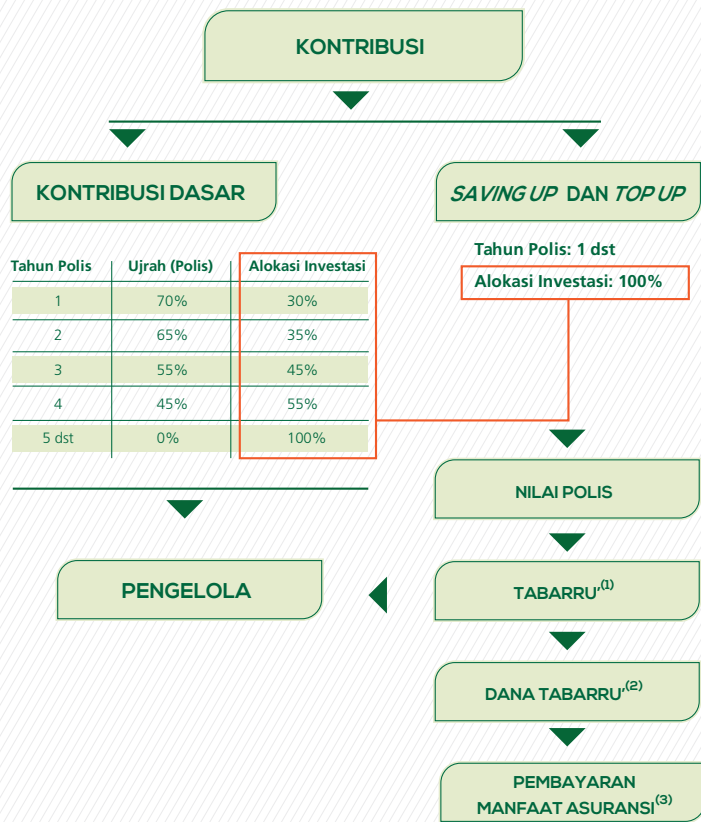 KONTRIBUSI
KONTRIBUSI DASAR
SAVING UP DAN TOP UP
Tahun Polis Ujrah (Polis) Alokasi Investasi
1 70% 30%
2 65% 35%
3 55% 45%
4 45% 55%
5 dst 0% 100%
Tahun Polis: 1 dst
Alokasi Investasi: 100%
NILAI POLIS
PENGELOLA
TABARRU'(1)
DANA TABARRU'(2)
PEMBAYARAN
MANFAAT ASURANSI(3)